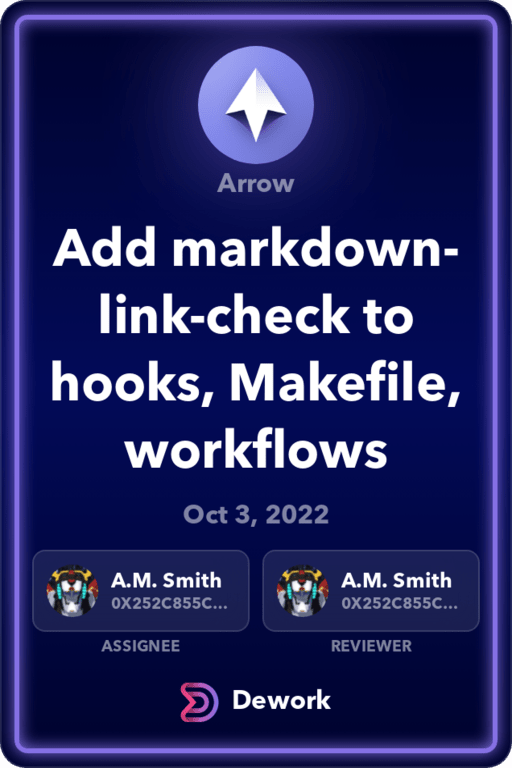 Arrow
Add markdown-
link-check to
hooks, Makefile,
workflows
Oct 3, 2022
A.M. Smith
0X252C855C...
ASSIGNEE
A.M. Smith
0X252C855C...
REVIEWER
Dework